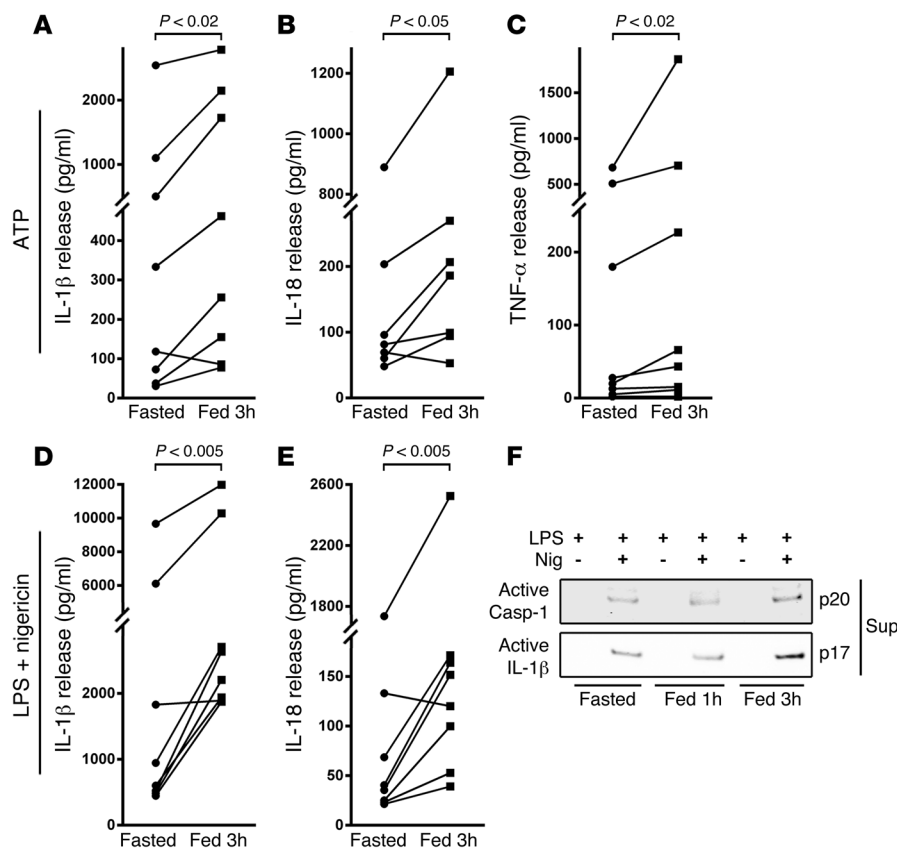 A
P < 0.02
IL-1β release (pg/ml)
2000
1000
400
300
200
100
0
Fasted Fed 3h
B
P < 0.05
IL-18 release (pg/ml)
1200
1000
800
200
100
0
Fasted Fed 3h
C
P < 0.02
TNF-α release (pg/ml)
1500
1000
500
200
100
0
Fasted Fed 3h
ATP
D
P < 0.005
IL-1β release (pg/ml)
12000
10000
8000
6000
2000
1000
0
Fasted Fed 3h
E
P < 0.005
IL-18 release (pg/ml)
2600
2200
1800
150
100
50
0
Fasted Fed 3h
LPS + nigericin
F
LPS + + + + + +
Nig - + - + - +
Active
Casp-1
p20
Active
IL-1β
p17
Sup
Fasted Fed 1h Fed 3h